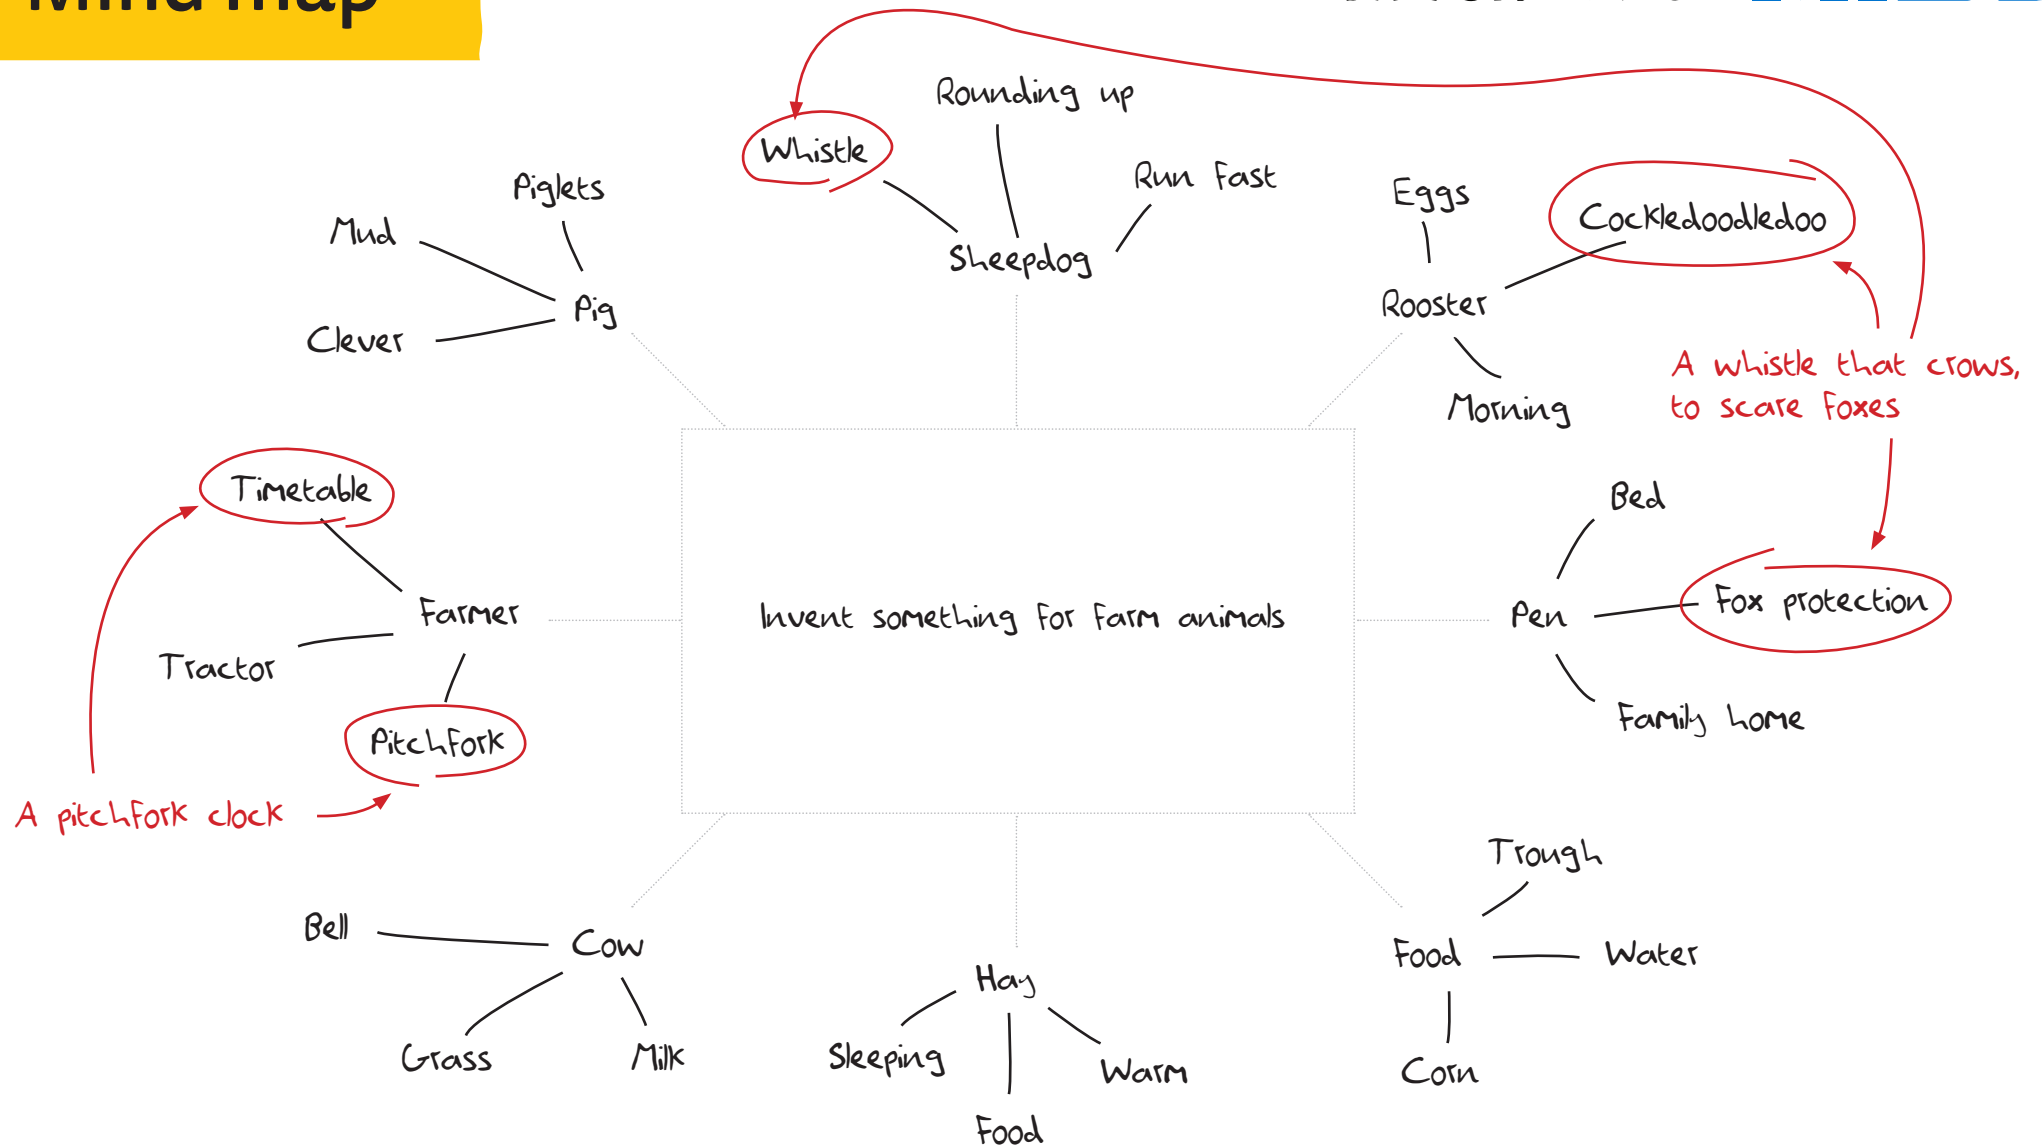 Mind map
Rounding up
Whistle
Run fast
Piglets
Mud
Eggs
Cockledoodledoo
Sheepdog
Pig
Rooster
Clever
A whistle that crows,
to scare foxes
Morning
Timetable
Bed
Farmer
Invent something for farm animals
Pen
Fox protection
Tractor
Pitchfork
Family home
A pitchfork clock
Trough
Bell
Cow
Food
Water
Hay
Grass
Milk
Sleeping
Warm
Corn
Food